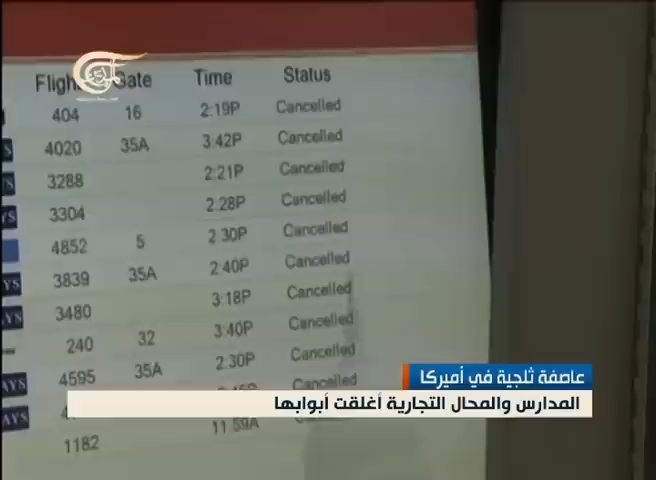 Flight Gate Time Status
404 16 2:19P Cancelled
4020 35A 3:42P Cancelled
3288 2:21P Cancelled
3304 2:28P Cancelled
4852 5 2:30P Cancelled
3839 35A 2:40P Cancelled
3480 3:18P Cancelled
240 32 3:40P Cancelled
4595 35A 2:30P Cancelled
Cancelled
1182 11:59A
عاصفة ثلجية في أميركا
المدارس والمحال التجارية أغلقت أبوابها